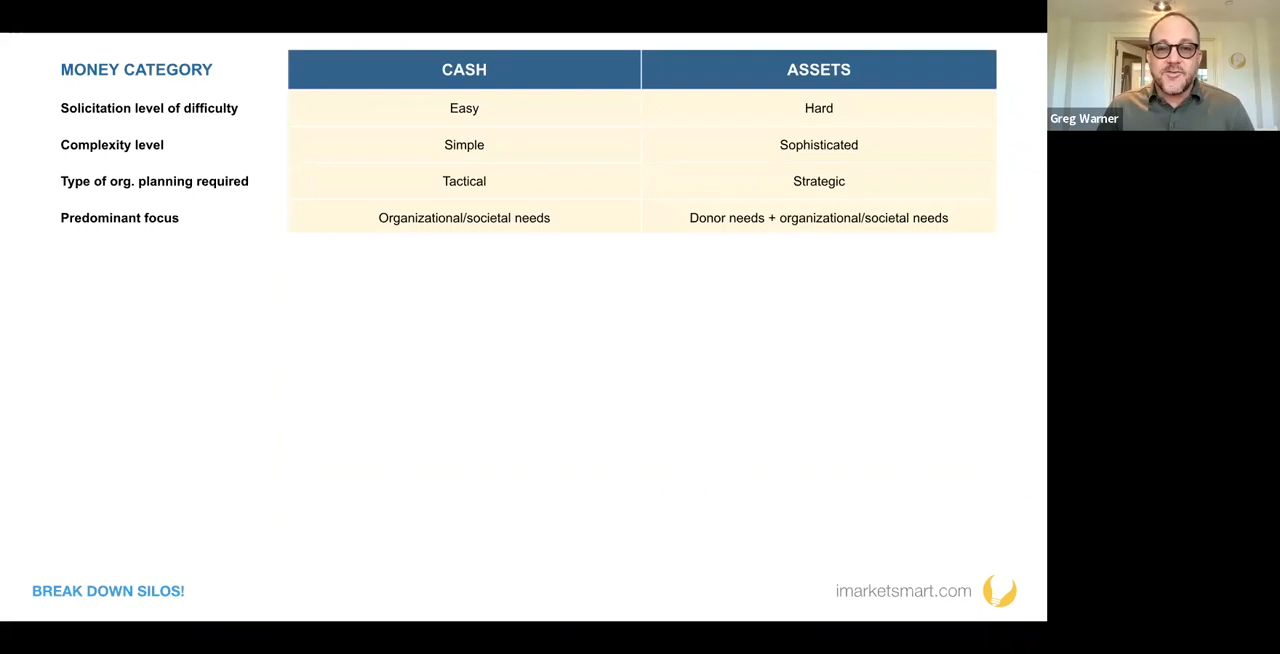 MONEY CATEGORY CASH ASSETS
Solicitation level of difficulty Easy Hard
Complexity level Simple Sophisticated
Type of org. planning required Tactical Strategic
Predominant focus Organizational/societal needs Donor needs + organizational/societal needs
BREAK DOWN SILOS! imarketsmart.com
Greg Warner